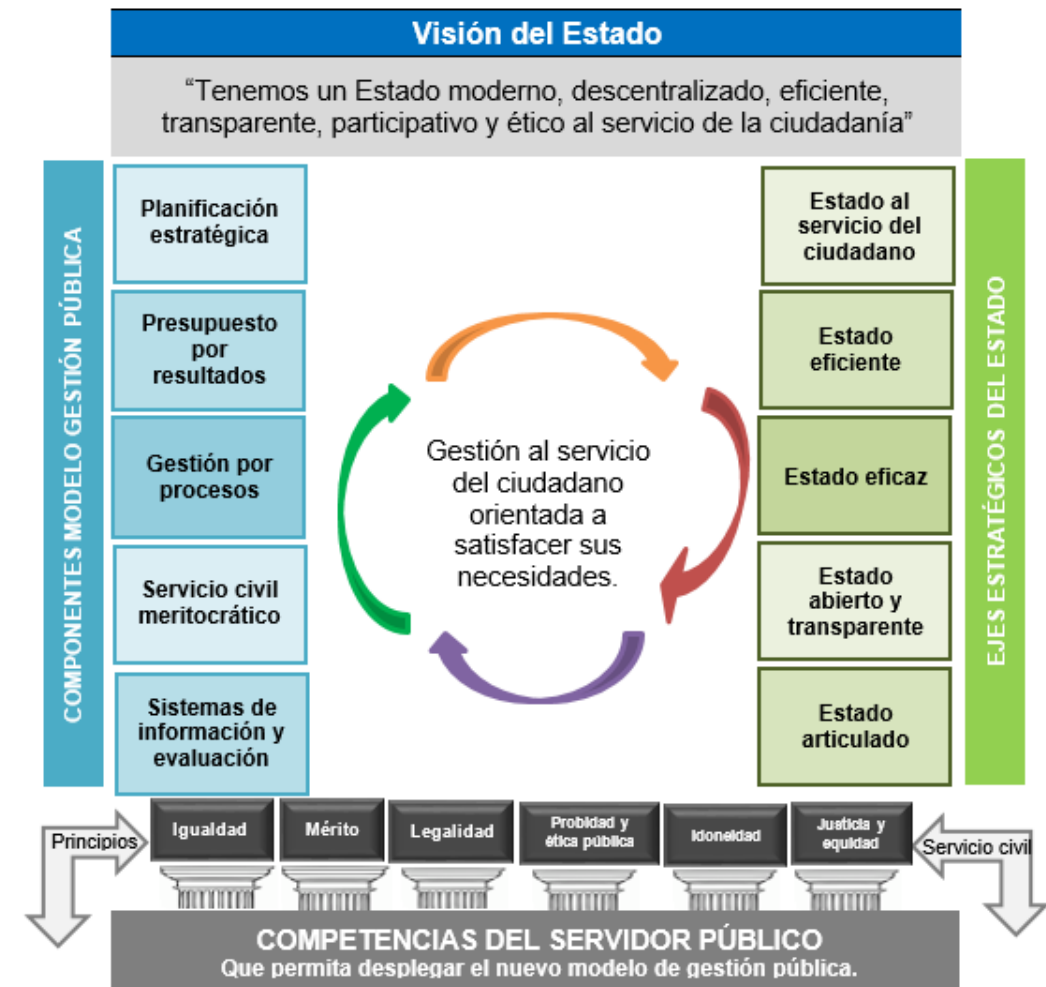 Visión del Estado
“Tenemos un Estado moderno, descentralizado, eficiente,
transparente, participativo y ético al servicio de la ciudadanía”
COMPONENTES MODELO GESTIÓN PÚBLICA
Planificación
estratégica
Presupuesto
por
resultados
Gestión por
procesos
Servicio civil
meritocrático
Sistemas de
información y
evaluación
Gestión al servicio
del ciudadano
orientada a
satisfacer sus
necesidades.
Estado al
servicio del
ciudadano
Estado
eficiente
Estado eficaz
Estado
abierto y
transparente
Estado
articulado
EJES ESTRATÉGICOS DEL ESTADO
Principios
Igualdad
Mérito
Legalidad
Probidad y
ética pública
Idoneidad
Justicia y
equidad
Servicio civil
COMPETENCIAS DEL SERVIDOR PÚBLICO
Que permita desplegar el nuevo modelo de gestión pública.